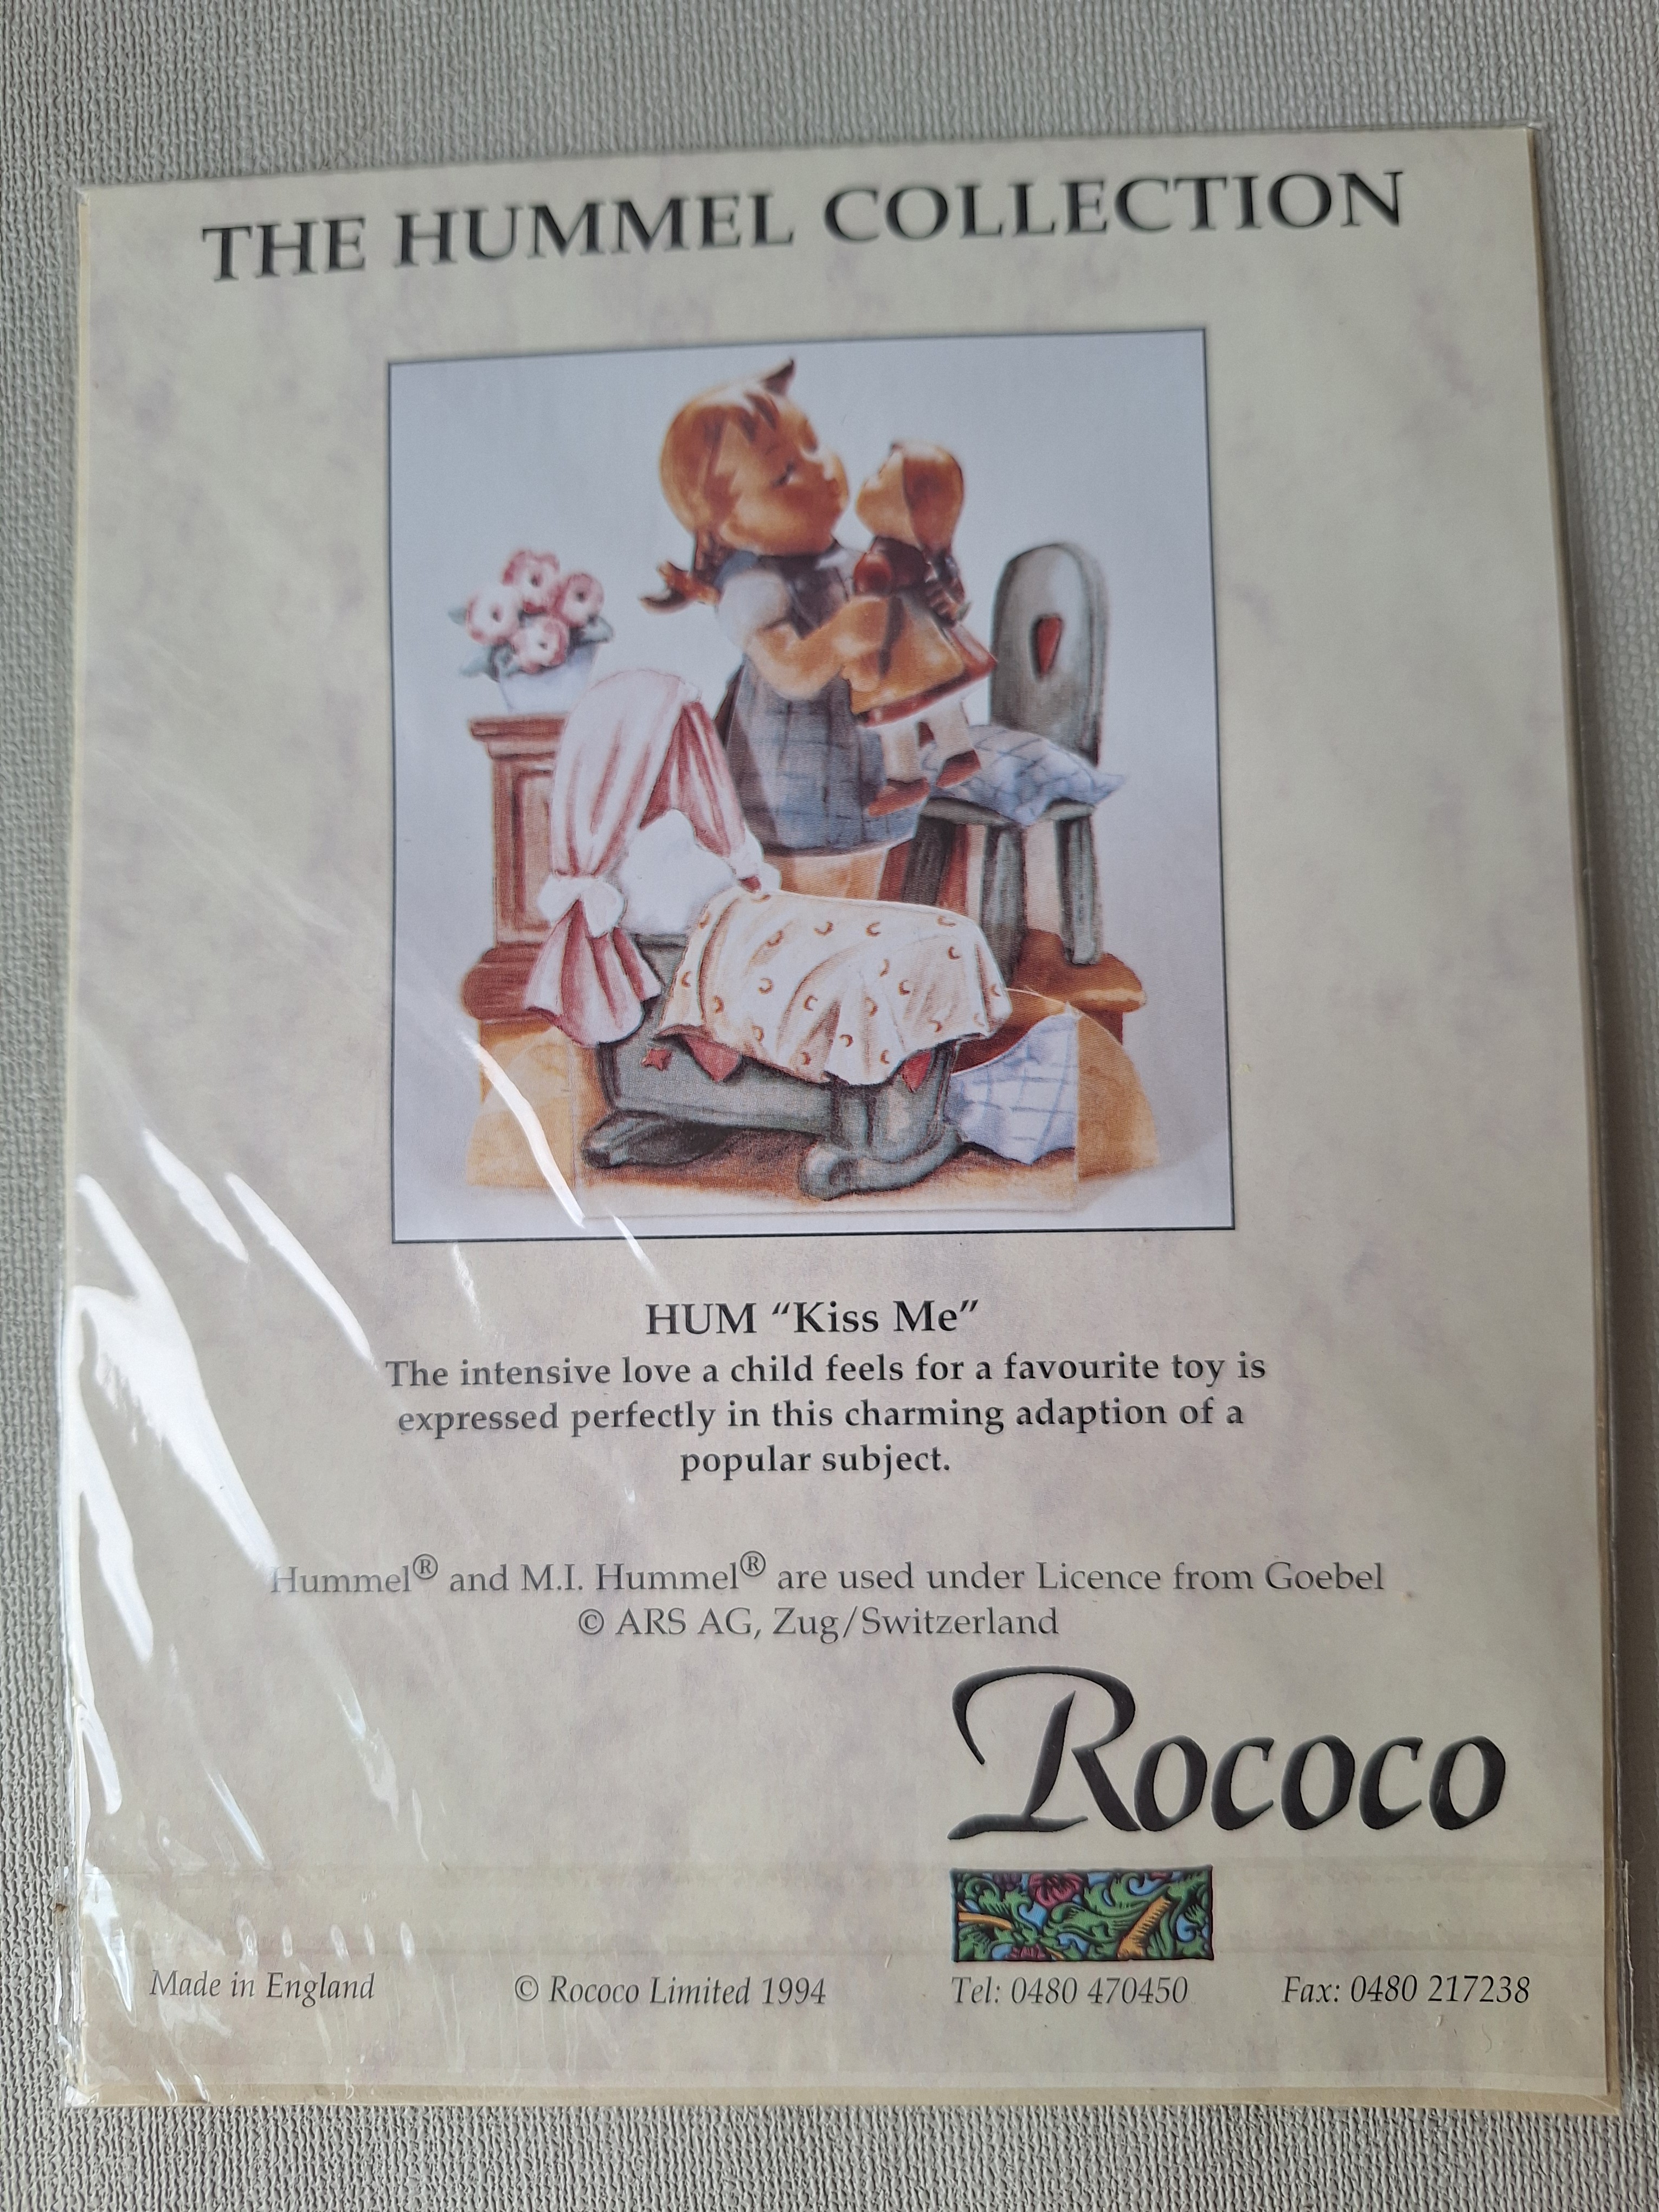 THE HUMMEL COLLECTION
HUM “Kiss Me”
The intensive love a child feels for a favourite toy is
expressed perfectly in this charming adaption of a
popular subject.
Hummel® and M.I. Hummel® are used under Licence from Goebel
© ARS AG, Zug/Switzerland
Rococo
Made in England © Rococo Limited 1994 Tel: 0480 470450 Fax: 0480 217238